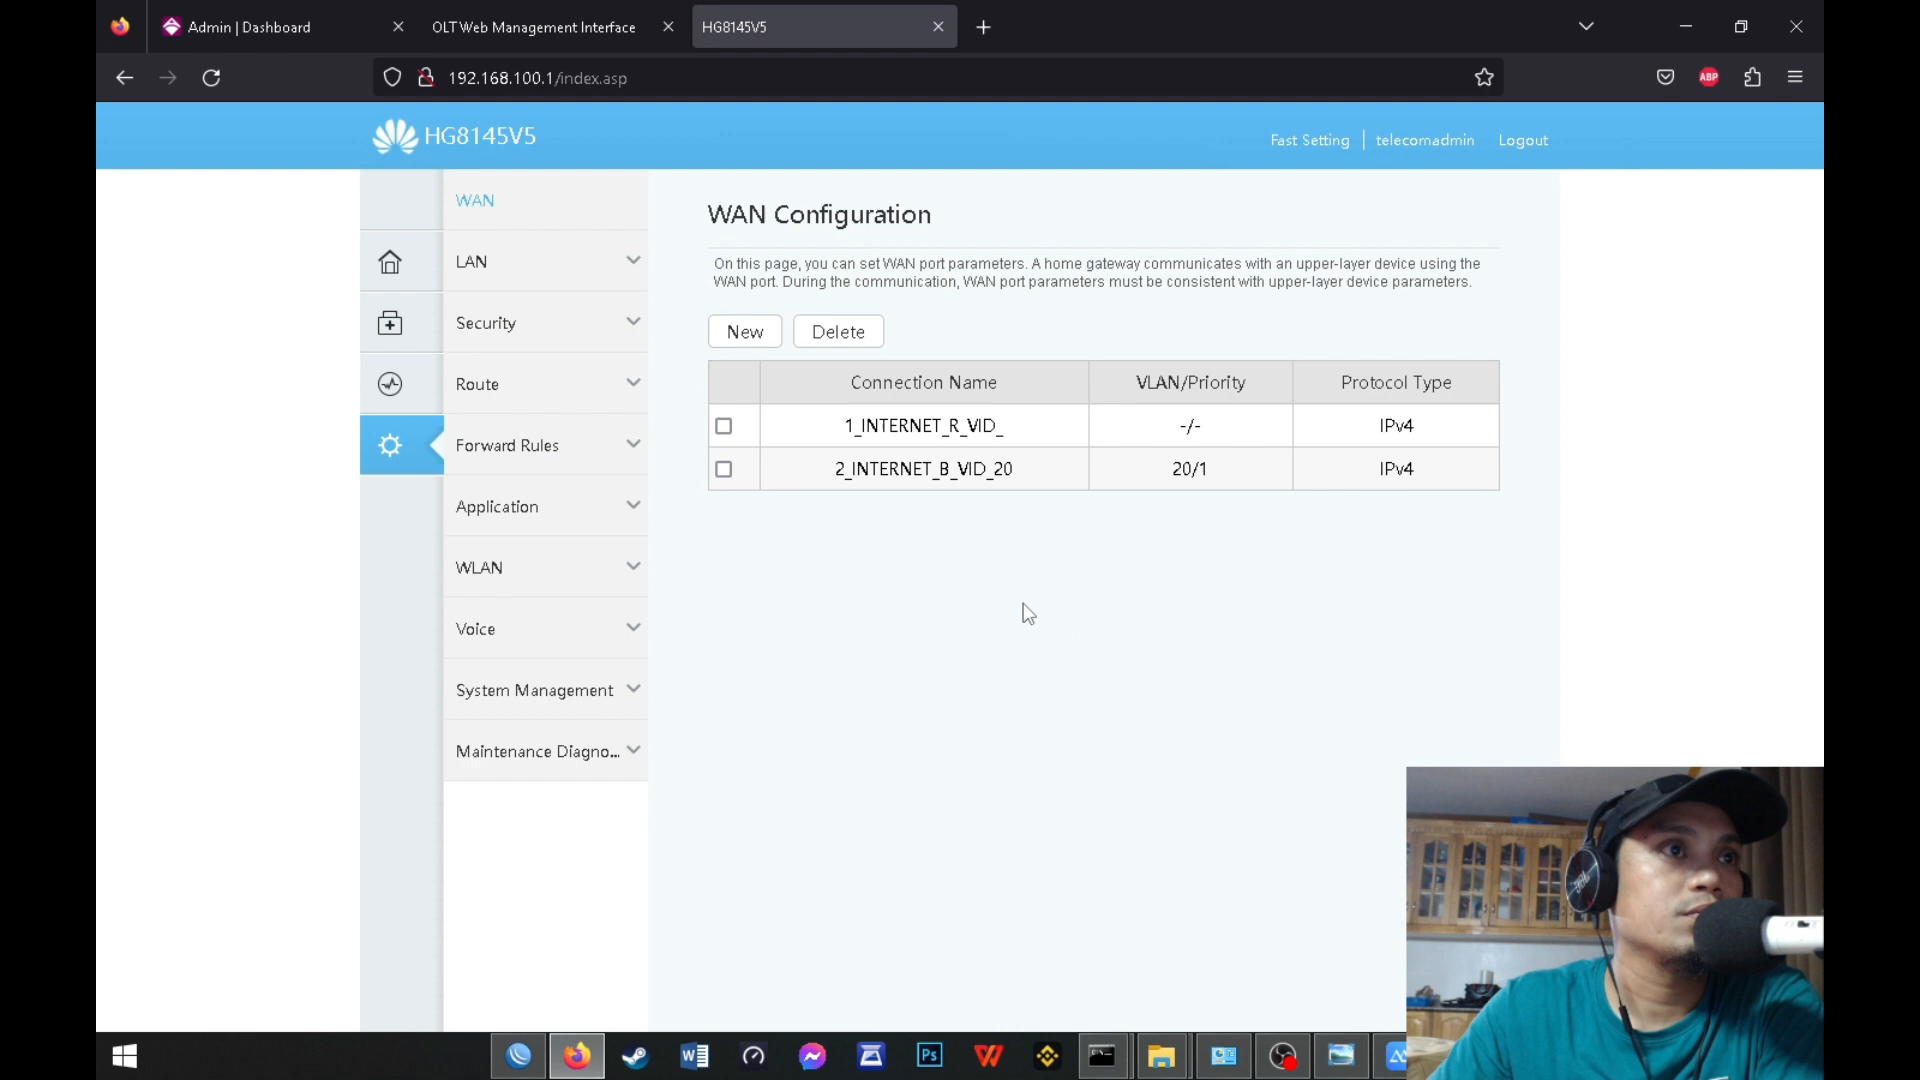 Admin | Dashboard
OLT Web Management Interface
HG8145V5
192.168.100.1/index.asp
ABP
HG8145V5
Fast Setting
telecomadmin
Logout
WAN
LAN
Security
Route
Forward Rules
Application
WLAN
Voice
System Management
Maintenance Diagno...
WAN Configuration
On this page, you can set WAN port parameters. A home gateway communicates with an upper-layer device using the
WAN port. During the communication, WAN port parameters must be consistent with upper-layer device parameters.
New
Delete
Connection Name VLAN/Priority Protocol Type
1_INTERNET_R_VID_ -/- IPv4
2_INTERNET_B_VID_20 20/1 IPv4
JBL
W
Ps